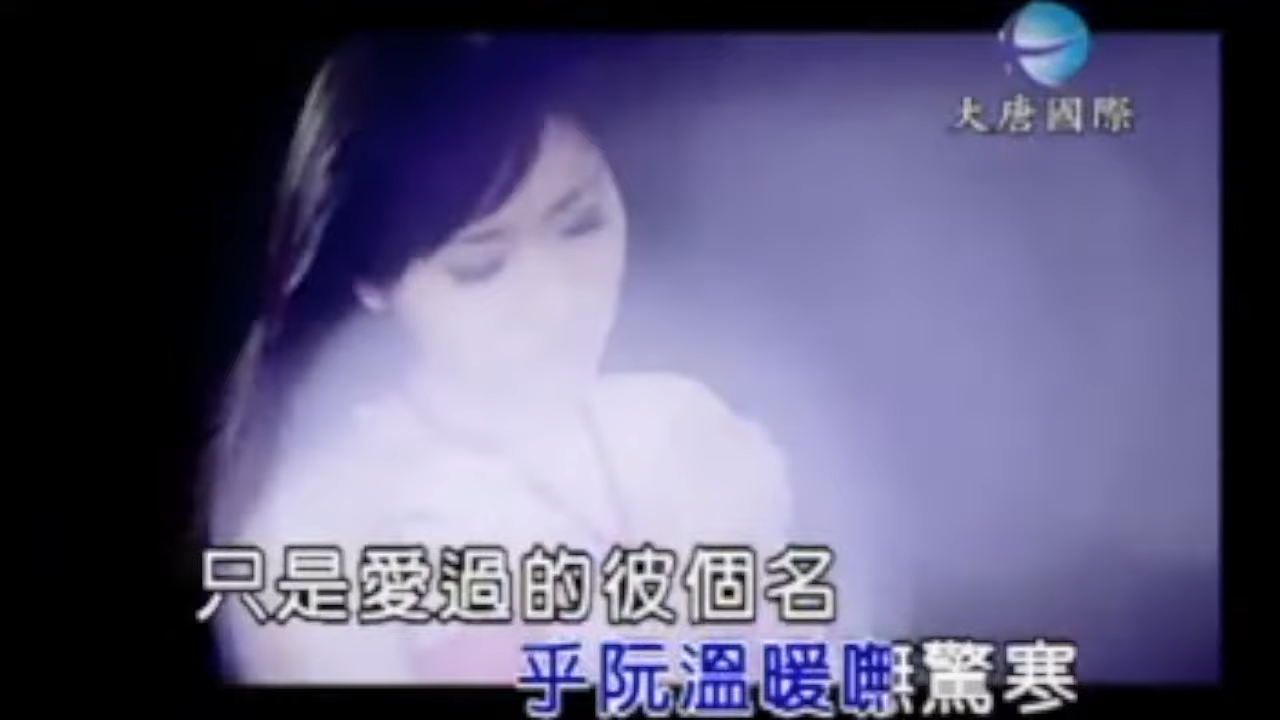 大唐國際
只是愛過的彼個名
乎阮溫暖嘸驚寒